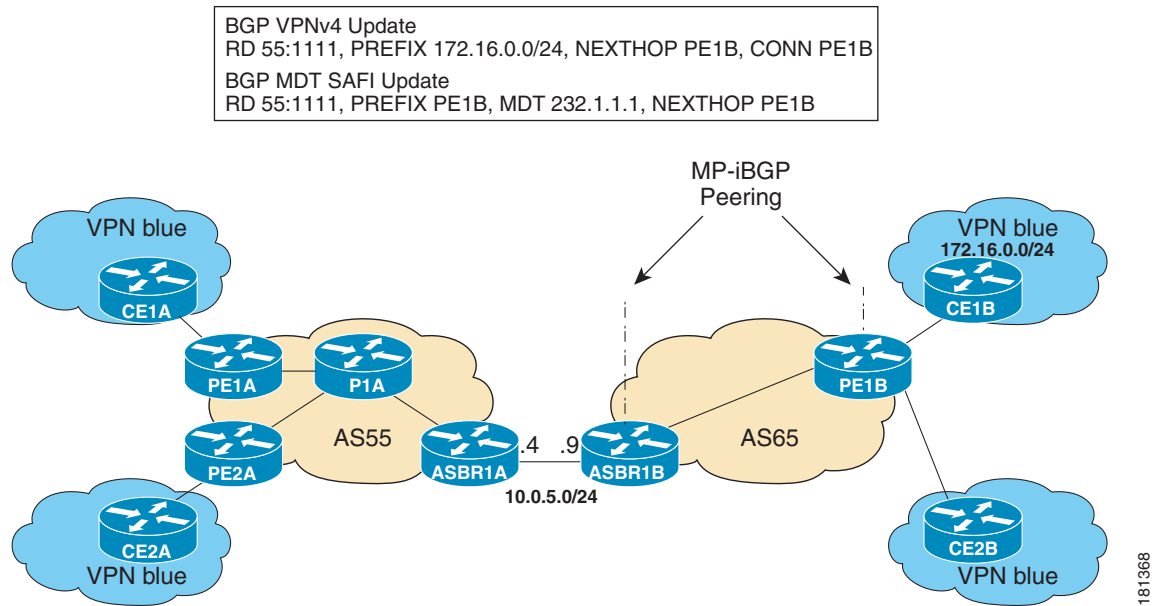 BGP VPNv4 Update
RD 55:1111, PREFIX 172.16.0.0/24, NEXTHOP PE1B, CONN PE1B
BGP MDT SAFI Update
RD 55:1111, PREFIX PE1B, MDT 232.1.1.1, NEXTHOP PE1B
MP-iBGP
Peering
VPN blue
CE1A
VPN blue
172.16.0.0/24
CE1B
PE1A
P1A
PE1B
AS55
AS65
PE2A
ASBR1A
.4
.9
ASBR1B
10.0.5.0/24
CE2A
VPN blue
CE2B
VPN blue
181368